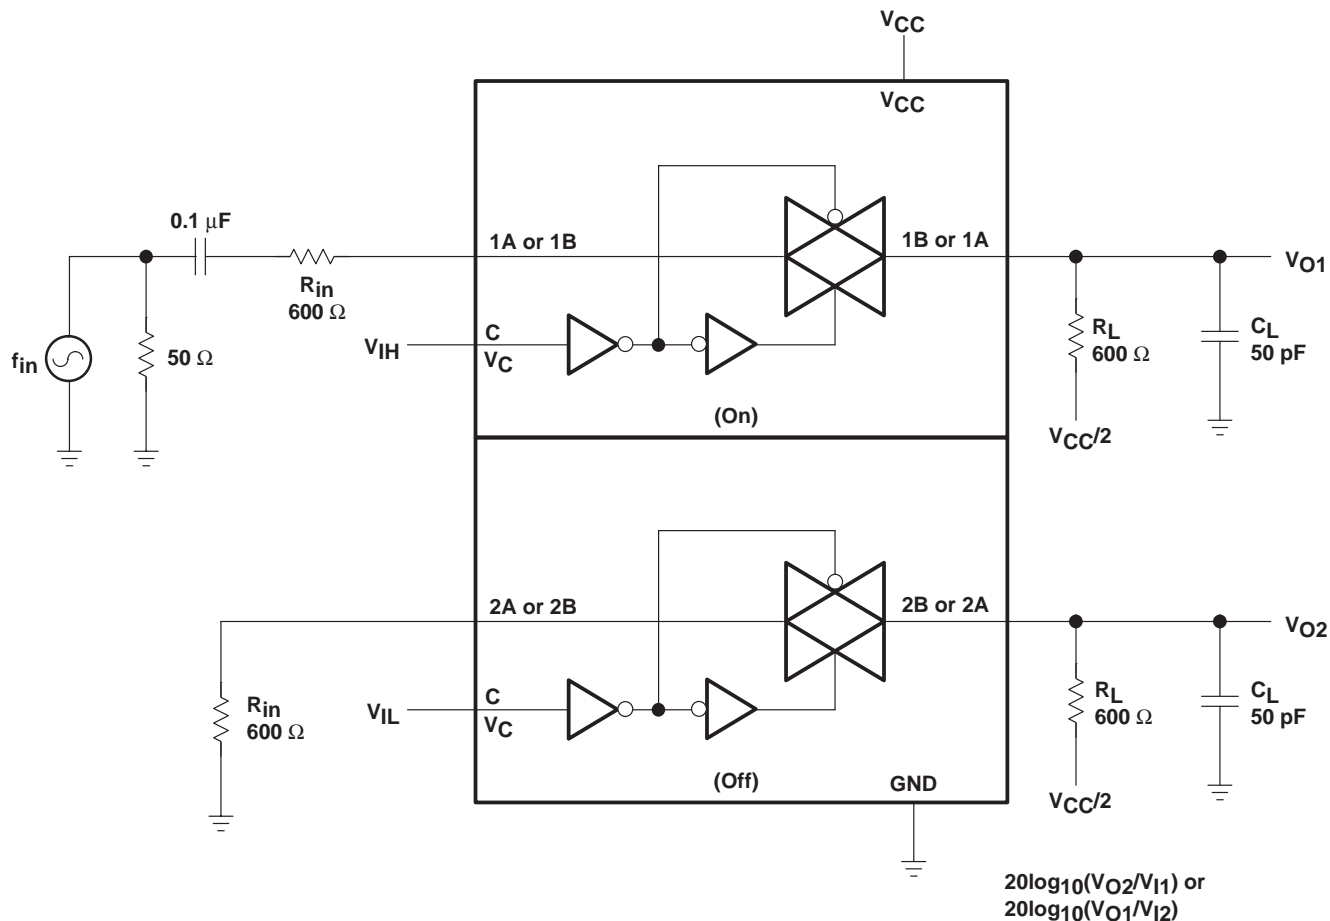 VCC
VCC
0.1 μF
1A or 1B
1B or 1A
VO1
Rin
600 Ω
fin
50 Ω
VIH
C
VC
RL
600 Ω
CL
50 pF
(On)
VCC/2
2A or 2B
2B or 2A
VO2
Rin
600 Ω
VIL
C
VC
RL
600 Ω
CL
50 pF
(Off)
GND
VCC/2
20log10(VO2/VI1) or
20log10(VO1/VI2)